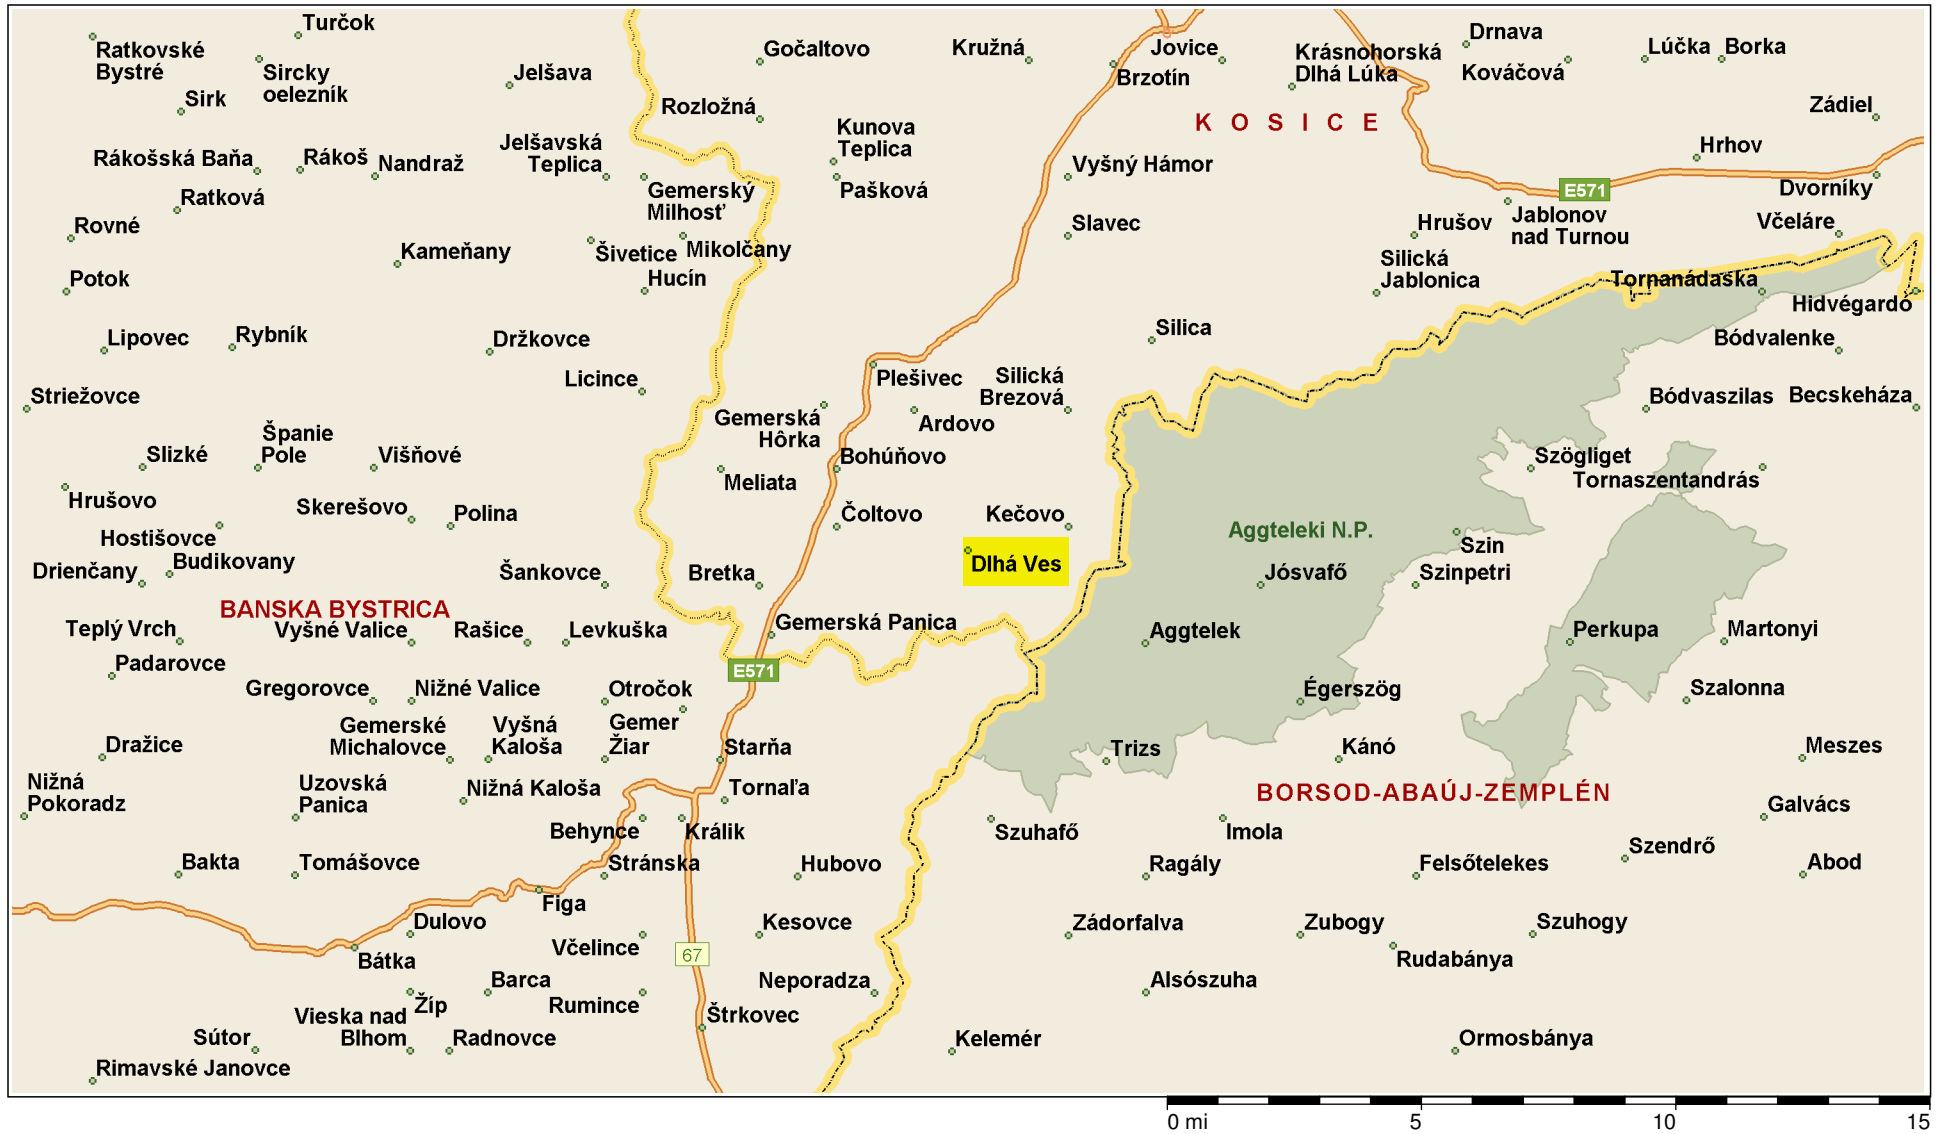 Turčok
Ratkovské
Bystré
Sircky
oelezník
Sirk
Jelšava
Gočaltovo
Kružná
Jovice
Brzotín
Krásnohorská
Dlhá Lúka
Drnava
Kováčová
Lúčka
Borka
Zádiel
Rozložná
KOSICE
Kunova
Teplica
Jelšavská
Teplica
Rákošská Baňa
Rákoš
Nandraž
Vyšný Hámor
Hrhov
Gemerský
Milhosť
Pašková
E571
Dvorníky
Ratková
Rovné
Slavec
Hrušov
Jablonov
nad Turnou
Včeláre
Kameňany
Šivetice
Mikolčany
Hucín
Potok
Silická
Jablonica
Tornanádaška
Hidvégardó
Lipovec
Rybník
Držkovce
Silica
Bódvalenke
Licince
Plešivec
Silická
Brezová
Striežovce
Bódvaszilas
Becskeháza
Gemerská
Hôrka
Ardovo
Španie
Pole
Slizké
Višňové
Bohúňovo
Szögliget
Tornaszentandrás
Meliata
Hrušovo
Skerešovo
Polina
Čoltovo
Kečovo
Hostišovce
Aggteleki N.P.
Szin
Budikovany
Drienčany
Šankovce
Bretka
Dlhá Ves
Jósvafő
Szinpetri
BANSKA BYSTRICA
Teplý Vrch
Vyšné Valice
Rašice
Levkuška
Gemerská Panica
Aggtelek
Perkupa
Martonyi
Padarovce
E571
Gregorovce
Nižné Valice
Otročok
Égerszög
Szalonna
Gemerské
Michalovce
Vyšná
Kaloša
Gemer
Žiar
Starňa
Dražice
Trizs
Kánó
Meszes
Nižná
Pokoradz
Uzovská
Panica
Nižná Kaloša
Tornaľa
BORSOD-ABAÚJ-ZEMPLÉN
Galvács
Behynce
Králik
Szuhafő
Imola
Szendrő
Bakta
Tomášovce
Stránska
Hubovo
Ragály
Felsőtelekes
Abod
Figa
Dulovo
Kesovce
Zádorfalva
Zubogy
Szuhogy
Včelince
67
Bátka
Rudabánya
Barca
Neporadza
Alsószuha
Žíp
Rumince
Vieska nad
Blhom
Štrkovec
Sútor
Radnovce
Kelemér
Ormosbánya
Rimavské Janovce
0 mi
5
10
15